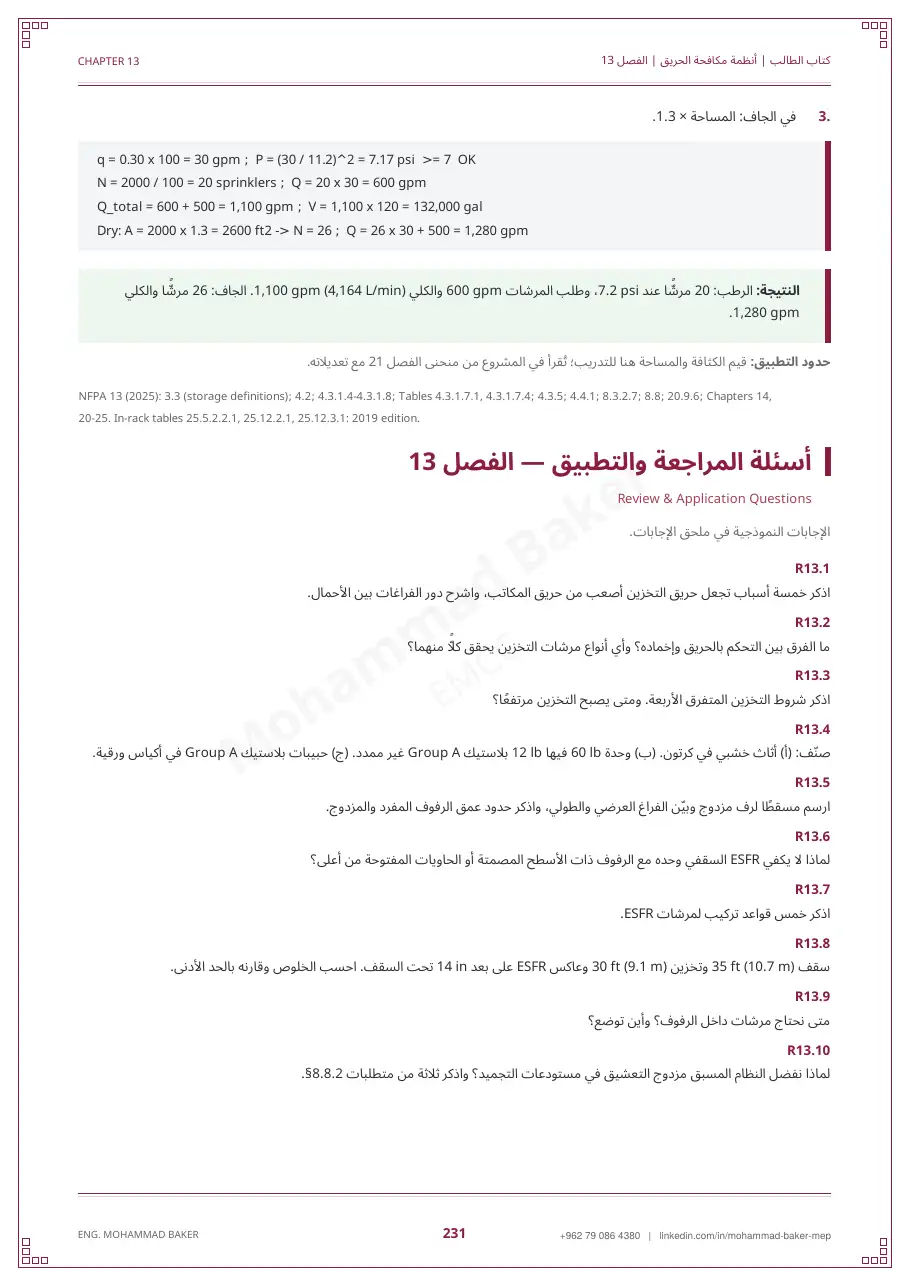 CHAPTER 13
كتاب الطالب | أنظمة مكافحة الحريق | الفصل 13
3. في الجاف: المساحة × 1.3.
q = 0.30 x 100 = 30 gpm ; P = (30 / 11.2)^2 = 7.17 psi >= 7 OK
N = 2000 / 100 = 20 sprinklers ; Q = 20 x 30 = 600 gpm
Q_total = 600 + 500 = 1,100 gpm ; V = 1,100 x 120 = 132,000 gal
Dry: A = 2000 x 1.3 = 2600 ft2 -> N = 26 ; Q = 26 x 30 + 500 = 1,280 gpm
النتيجة: الرطب: 20 مرشًّا عند 7.2 psi، وطلب المرشات 600 gpm والكلي 1,100 gpm (4,164 L/min). الجاف: 26 مرشًّا والكلي
1,280 gpm.
حدود التطبيق: قيم الكثافة والمساحة هنا للتدريب؛ تُقرأ في المشروع من منحنى الفصل 21 مع تعديلاته.
NFPA 13 (2025): 3.3 (storage definitions); 4.2; 4.3.1.4-4.3.1.8; Tables 4.3.1.7.1, 4.3.1.7.4; 4.3.5; 4.4.1; 8.3.2.7; 8.8; 20.9.6; Chapters 14,
20-25. In-rack tables 25.5.2.2.1, 25.12.2.1, 25.12.3.1: 2019 edition.
أسئلة المراجعة والتطبيق — الفصل 13
Review & Application Questions
الإجابات النموذجية في ملحق الإجابات.
R13.1
اذكر خمسة أسباب تجعل حريق التخزين أصعب من حريق المكاتب، واشرح دور الفراغات بين الأحمال.
R13.2
ما الفرق بين التحكم بالحريق وإخماده؟ وأي أنواع مرشات التخزين يحقق كلًّا منهما؟
R13.3
اذكر شروط التخزين المتفرق الأربعة. ومتى يصبح التخزين مرتفعًا؟
R13.4
صنّف: (أ) أثاث خشبي في كرتون. (ب) وحدة 60 lb فيها 12 lb بلاستيك Group A غير ممدد. (ج) حبيبات بلاستيك Group A في أكياس ورقية.
R13.5
ارسم مسقطًا لرف مزدوج وبيّن الفراغ العرضي والطولي، واذكر حدود عمق الرفوف المفرد والمزدوج.
R13.6
لماذا لا يكفي ESFR السقفي وحده مع الرفوف ذات الأسطح المصمتة أو الحاويات المفتوحة من أعلى؟
R13.7
اذكر خمس قواعد تركيب لمرشات ESFR.
R13.8
سقف 35 ft (10.7 m) وتخزين 30 ft (9.1 m) وعاكس ESFR على بعد 14 in تحت السقف. احسب الخلوص وقارنه بالحد الأدنى.
R13.9
متى نحتاج مرشات داخل الرفوف؟ وأين توضع؟
R13.10
لماذا نفضل النظام المسبق مزدوج التعشيق في مستودعات التجميد؟ واذكر ثلاثة من متطلبات §8.8.2.
Mohammad Baker
EMCC
ENG. MOHAMMAD BAKER
231
+962 79 086 4380 | linkedin.com/in/mohammad-baker-mep